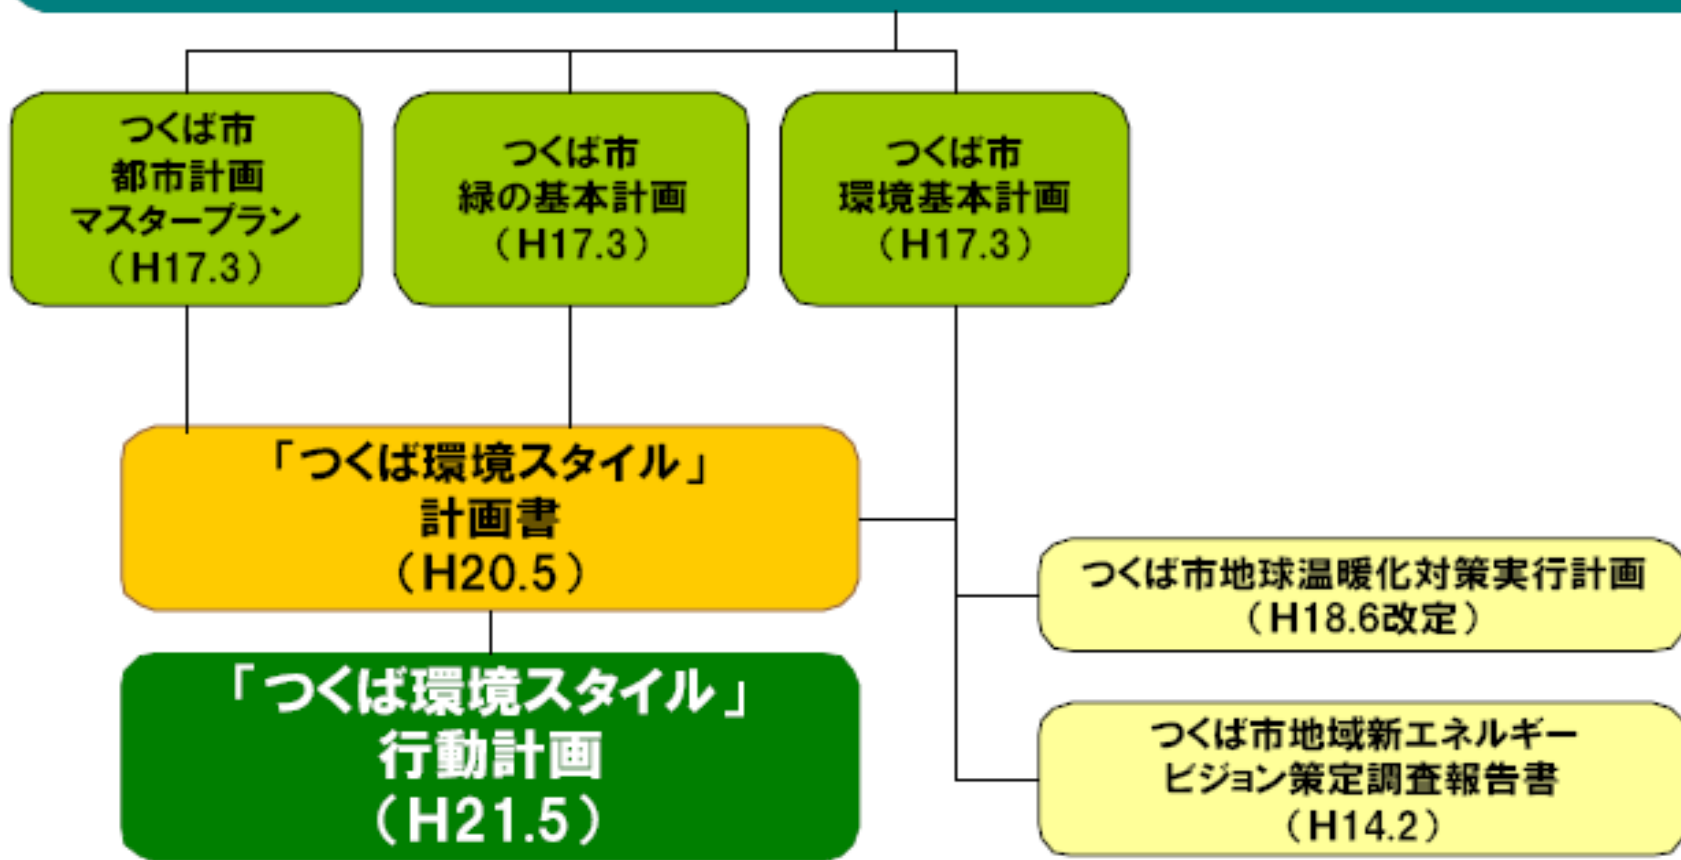 つくば市
都市計画
マスタープラン
（H17.3）
つくば市
緑の基本計画
（H17.3）
つくば市
環境基本計画
（H17.3）
「つくば環境スタイル」
計画書
（H20.5）
つくば市地球温暖化対策実行計画
（H18.6改定）
「つくば環境スタイル」
行動計画
（H21.5）
つくば市地域新エネルギー
ビジョン策定調査報告書
（H14.2）